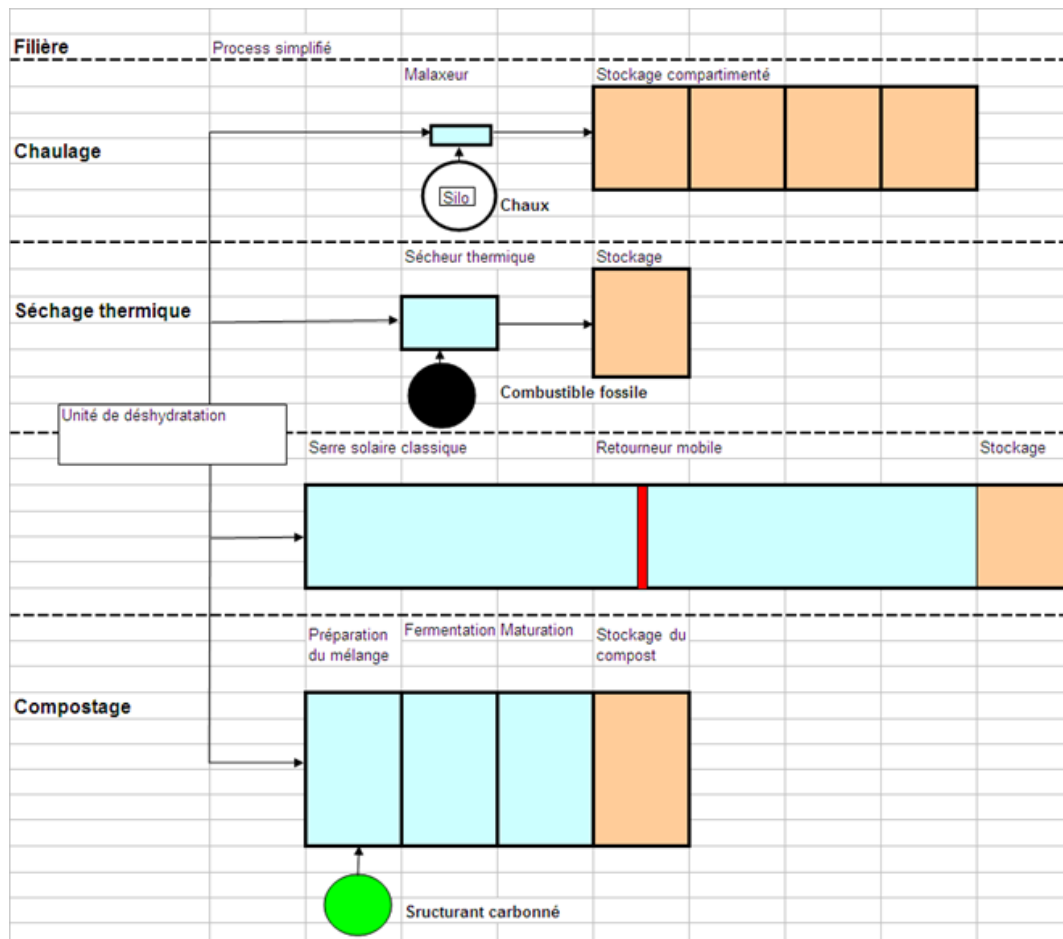 Filière
Process simplifié
Malaxeur
Stockage compartimenté
Chaulage
Silo
Chaux
Sécheur thermique
Stockage
Séchage thermique
Combustible fossile
Unité de déshydratation
Serre solaire classique
Retourneur mobile
Stockage
Préparation
du mélange
Fermentation
Maturation
Stockage du
compost
Compostage
Sructurant carbonné